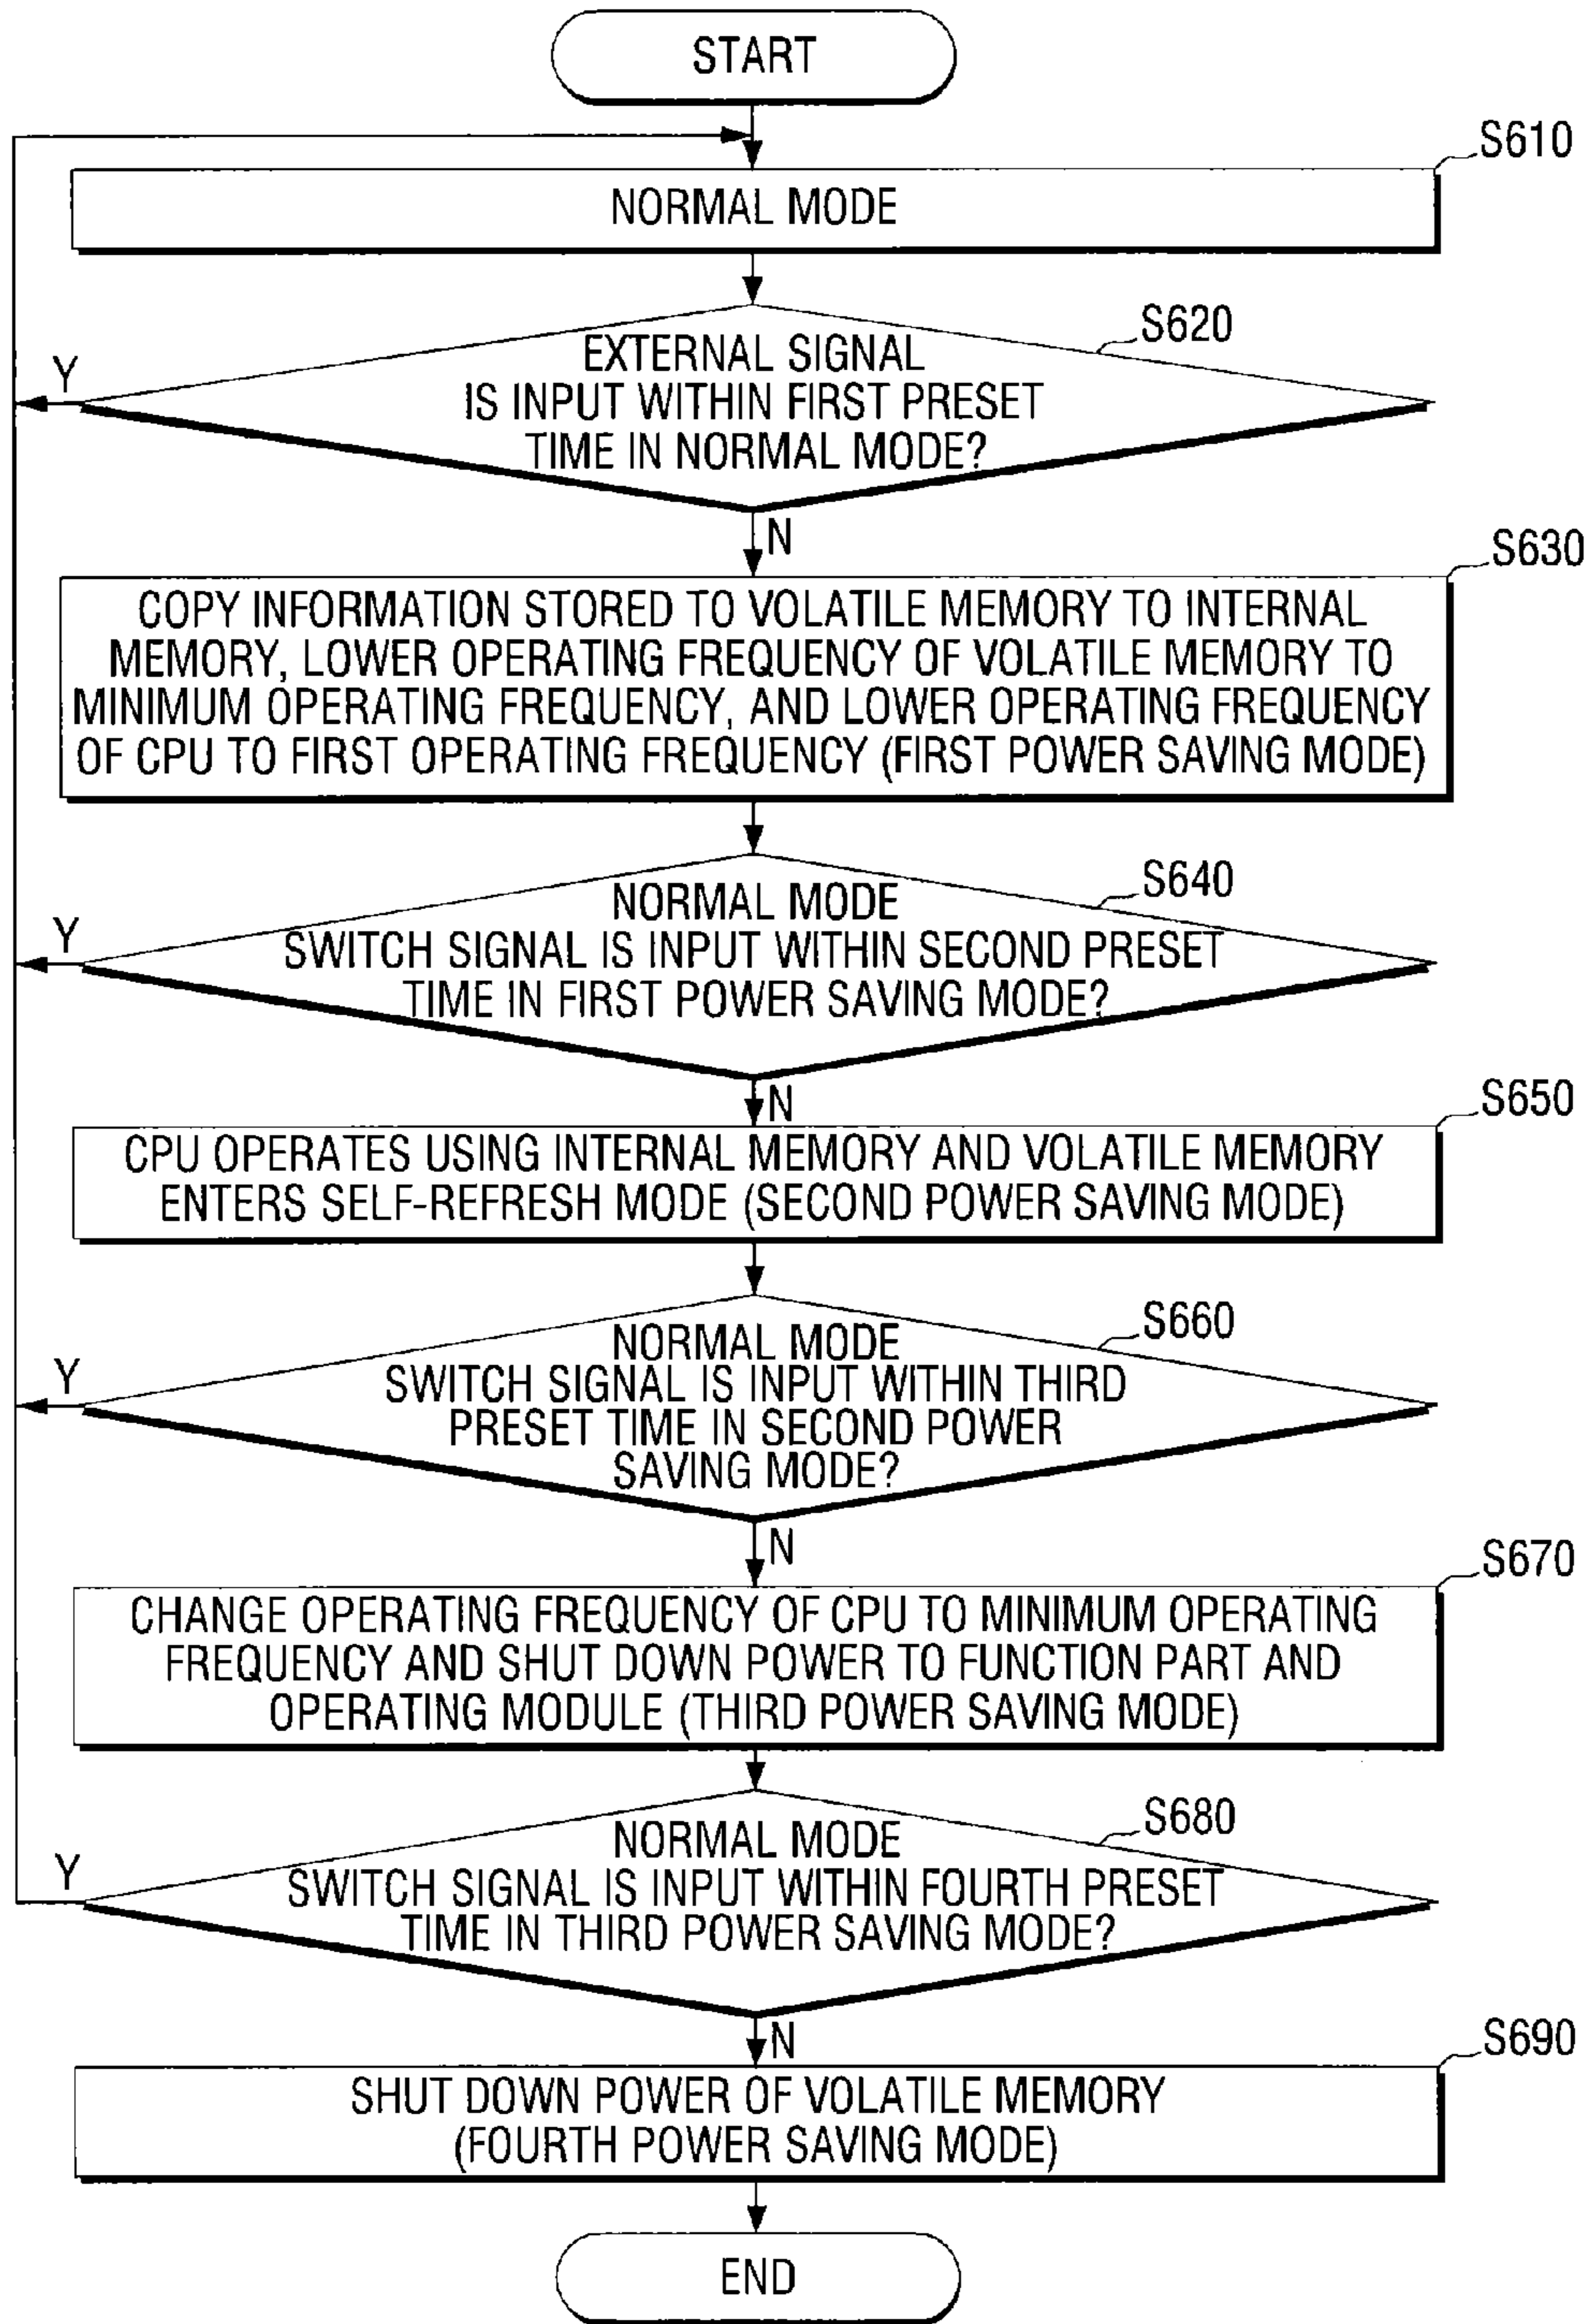 START
S610
NORMAL MODE
S620
EXTERNAL SIGNAL
Y
IS INPUT WITHIN FIRST PRESET
TIME IN NORMAL MODE?
N
S630
COPY INFORMATION STORED TO VOLATILE MEMORY TO INTERNAL
MEMORY, LOWER OPERATING FREQUENCY OF VOLATILE MEMORY TO
MINIMUM OPERATING FREQUENCY, AND LOWER OPERATING FREQUENCY
OF CPU TO FIRST OPERATING FREQUENCY (FIRST POWER SAVING MODE)
S640
NORMAL MODE
Y
SWITCH SIGNAL IS INPUT WITHIN SECOND PRESET
TIME IN FIRST POWER SAVING MODE?
N
S650
CPU OPERATES USING INTERNAL MEMORY AND VOLATILE MEMORY
ENTERS SELF-REFRESH MODE (SECOND POWER SAVING MODE)
S660
NORMAL MODE
Y
SWITCH SIGNAL IS INPUT WITHIN THIRD
PRESET TIME IN SECOND POWER
SAVING MODE?
N
S670
CHANGE OPERATING FREQUENCY OF CPU TO MINIMUM OPERATING
FREQUENCY AND SHUT DOWN POWER TO FUNCTION PART AND
OPERATING MODULE (THIRD POWER SAVING MODE)
S680
NORMAL MODE
Y
SWITCH SIGNAL IS INPUT WITHIN FOURTH PRESET
TIME IN THIRD POWER SAVING MODE?
N
S690
SHUT DOWN POWER OF VOLATILE MEMORY
(FOURTH POWER SAVING MODE)
END